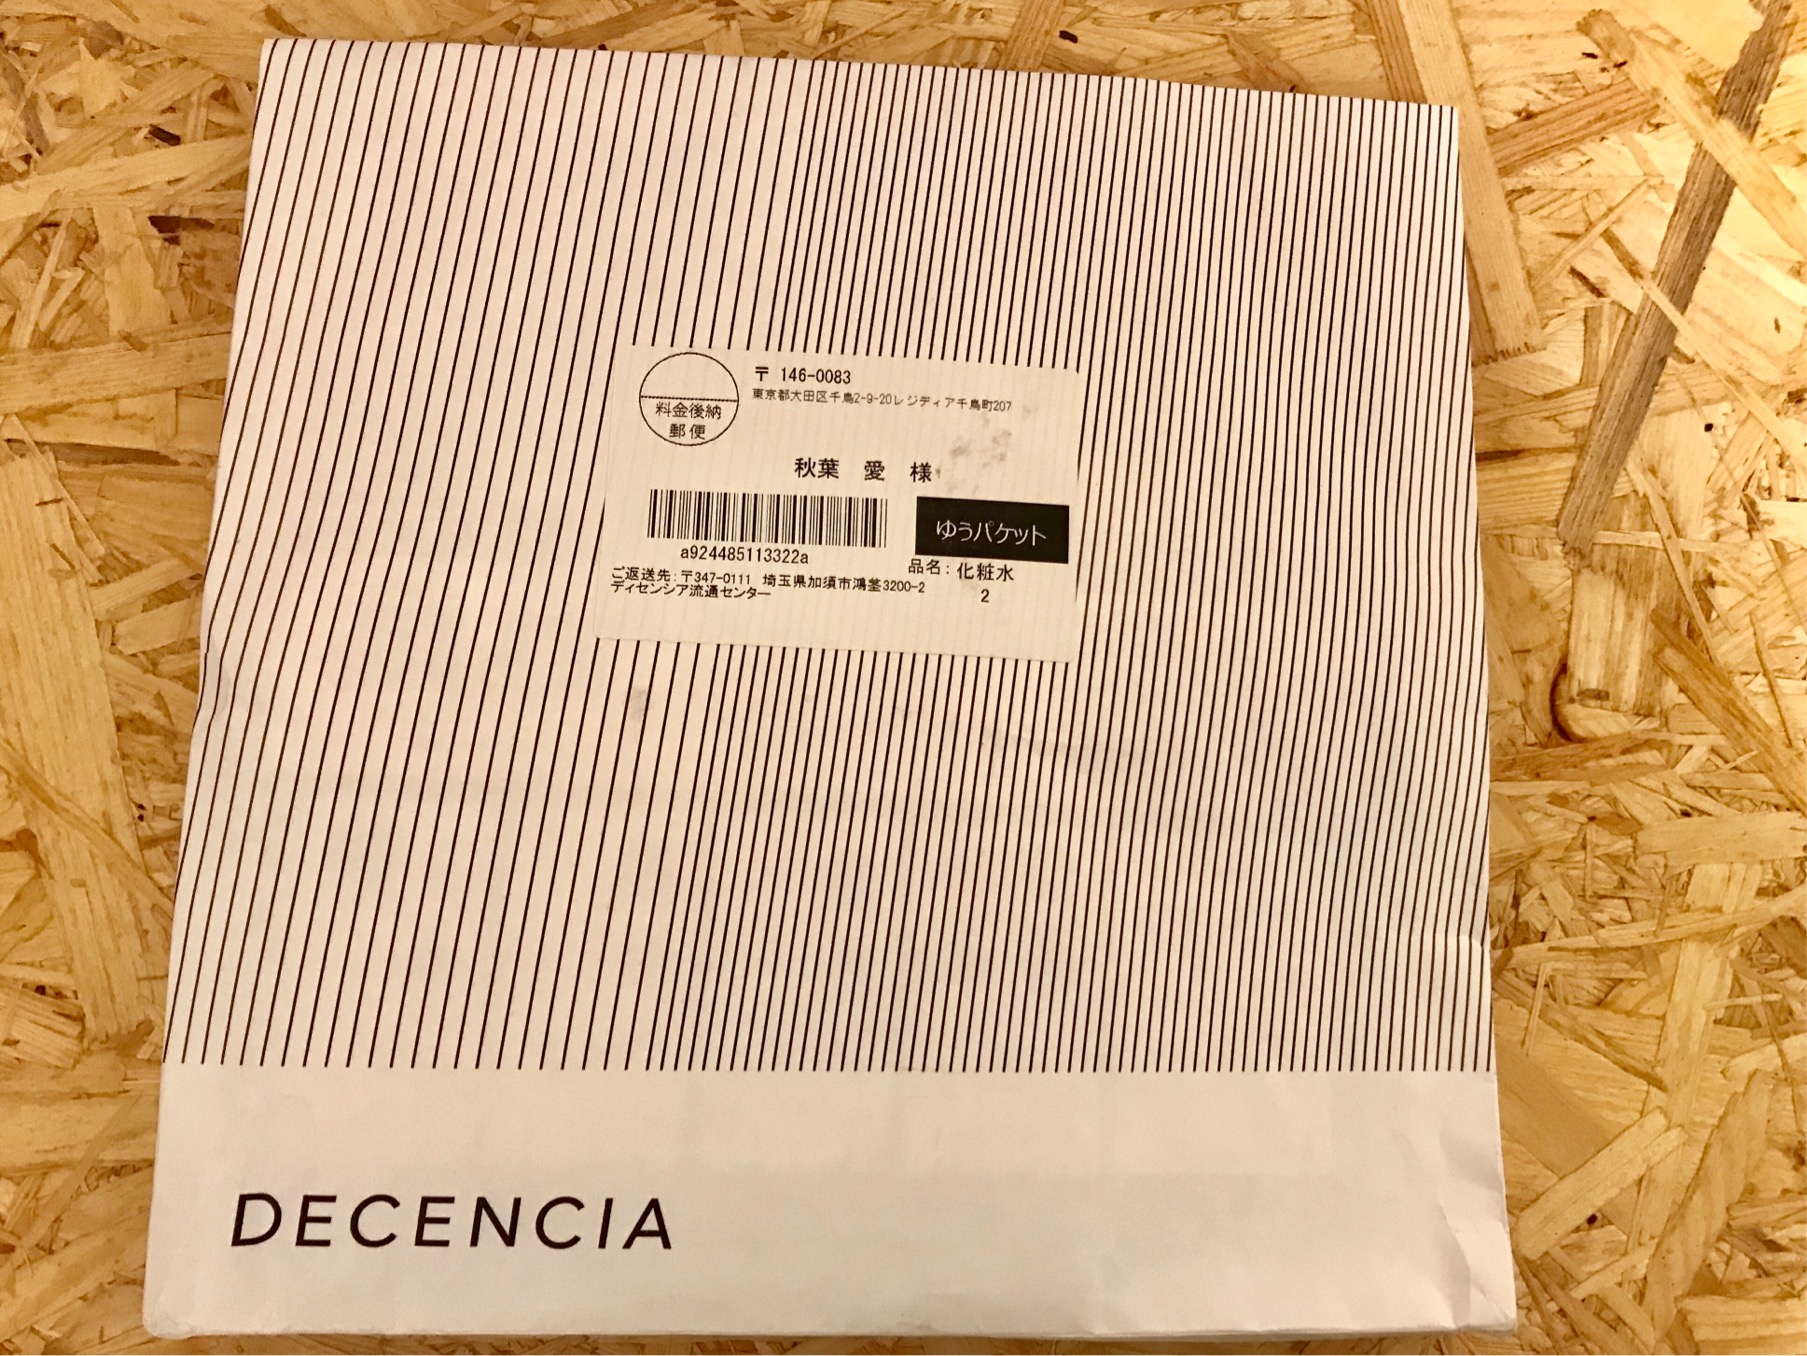 〒 146-0083
東京都大田区千鳥2-9-20レジディア千鳥町207
料金後納
郵便
秋葉 愛 様
a924485113322a
ゆうパケット
品名: 化粧水
2
ご返送先:〒347-0111 埼玉県加須市鴻茎3200-2
ディセンシア流通センター
DECENCIA